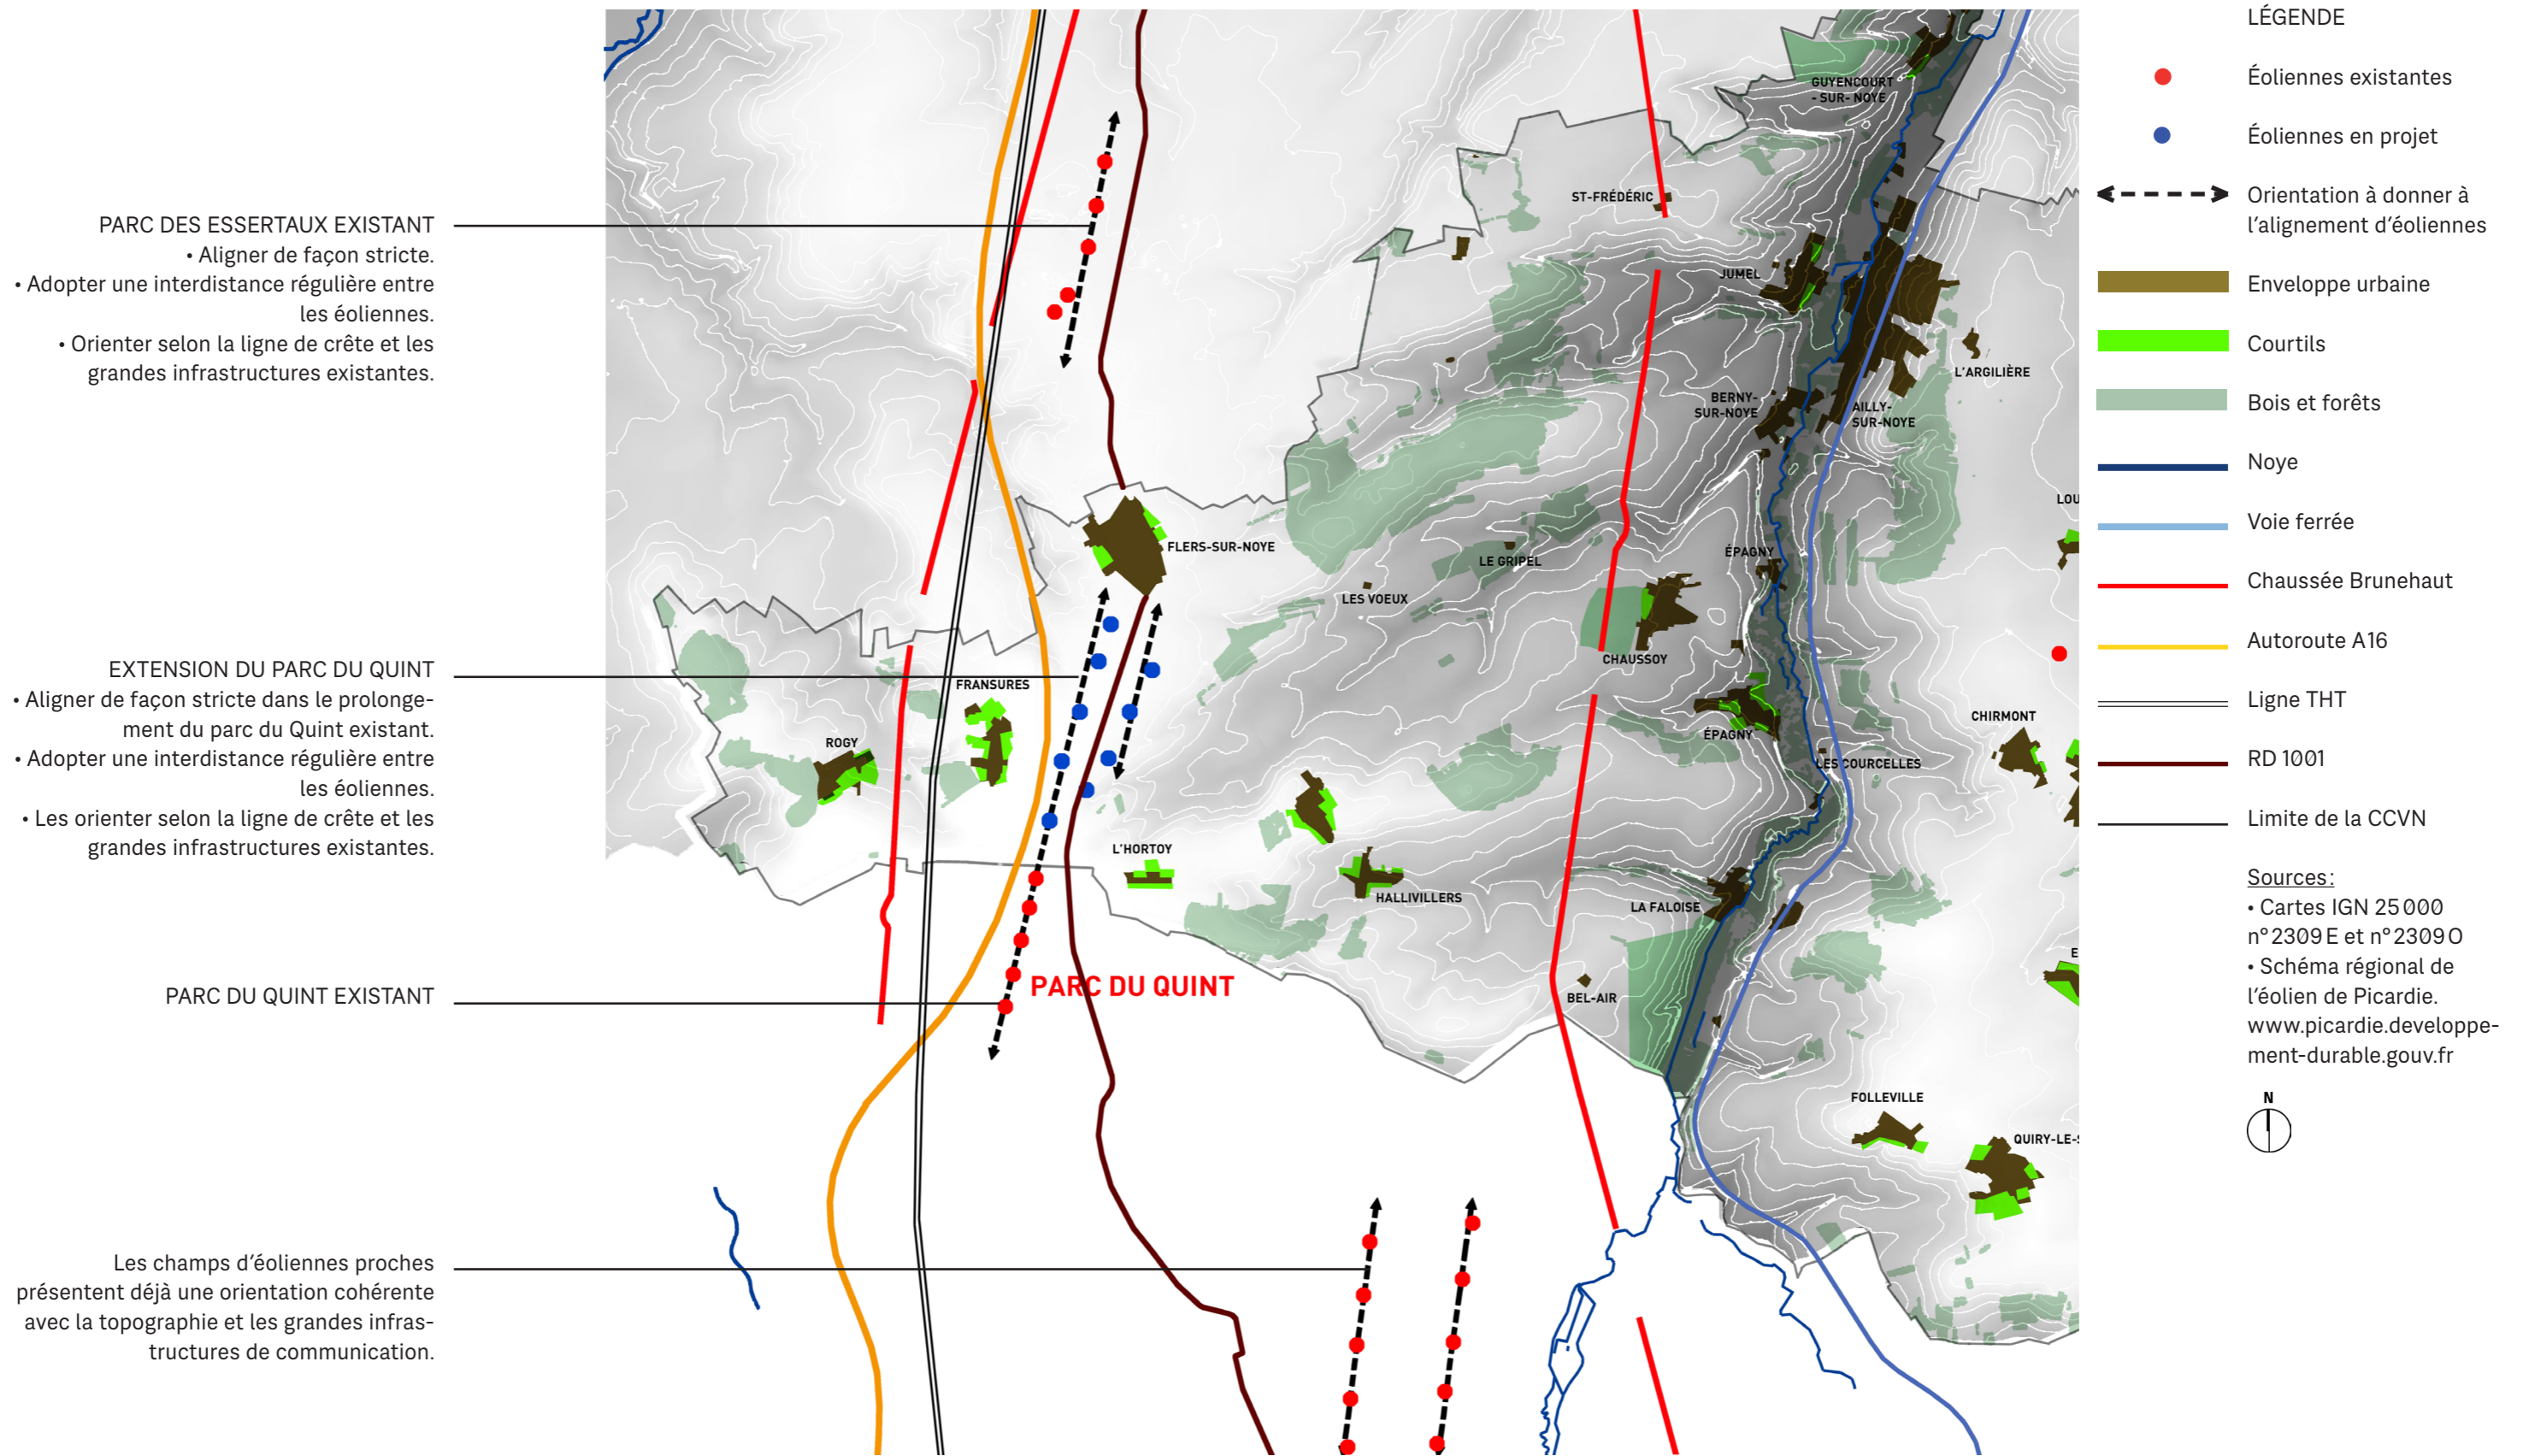 PARC DES ESSERTAUX EXISTANT
• Aligner de façon stricte.
• Adopter une interdistance régulière entre
les éoliennes.
• Orienter selon la ligne de crête et les
grandes infrastructures existantes.
EXTENSION DU PARC DU QUINT
• Aligner de façon stricte dans le prolonge-
ment du parc du Quint existant.
• Adopter une interdistance régulière entre
les éoliennes.
• Les orienter selon la ligne de crête et les
grandes infrastructures existantes.
PARC DU QUINT EXISTANT
Les champs d'éoliennes proches
présentent déjà une orientation cohérente
avec la topographie et les grandes infras-
tructures de communication.
GUYENCOURT
- SUR- NOYE
ST-FRÉDÉRIC
JUMEL
L'ARGILIÈRE
BERNY-
SUR-NOYE
AILLY-
SUR-NOYE
LOU
FLERS-SUR-NOYE
LE GRIPEL
ÉPAGNY
LES VOEUX
CHAUSSOY
FRANSURES
ROGY
CHIRMONT
ÉPAGNY
LES COURCELLES
L'HORTOY
HALLIVILLERS
LA FALOISE
E
PARC DU QUINT
BEL-AIR
FOLLEVILLE
QUIRY-LE-S
LÉGENDE
Éoliennes existantes
Éoliennes en projet
Orientation à donner à
l'alignement d'éoliennes
Enveloppe urbaine
Courtils
Bois et forêts
Noye
Voie ferrée
Chaussée Brunehaut
Autoroute A16
Ligne THT
RD 1001
Limite de la CCVN
Sources:
• Cartes IGN 25 000
n° 2309 E et n° 2309 O
• Schéma régional de
l'éolien de Picardie.
www.picardie.developpe-
ment-durable.gouv.fr
N